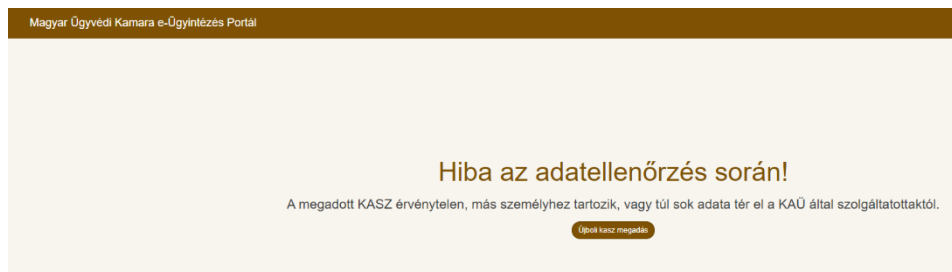 Magyar Ügyvédi Kamara e-Ügyintézés Portál
Hiba az adatellenőrzés során!
A megadott KASZ érvénytelen, más személyhez tartozik, vagy túl sok adata tér el a KAÜ által szolgáltatottaktól.
Újboli kasz megadás